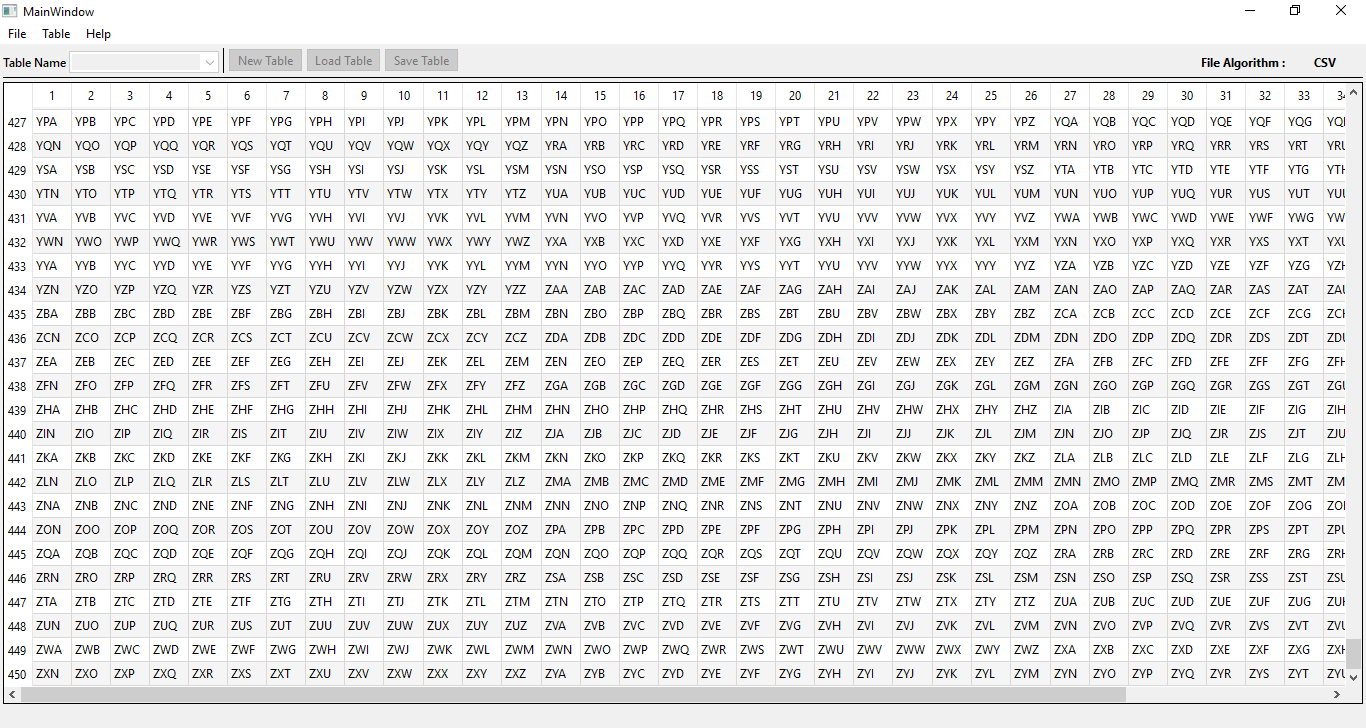 MainWindow
File Table Help
Table Name New Table Load Table Save Table File Algorithm : CSV
1 2 3 4 5 6 7 8 9 10 11 12 13 14 15 16 17 18 19 20 21 22 23 24 25 26 27 28 29 30 31 32 33 34
427 YPA YPB YPC YPD YPE YPF YPG YPH YPI YPJ YPK YPL YPM YPN YPO YPP YPQ YPR YPS YPT YPU YPV YPW YPX YPY YPZ YQA YQB YQC YQD YQE YQF YQG
428 YQN YQO YQP YQQ YQR YQS YQT YQU YQV YQW YQX YQY YQZ YRA YRB YRC YRD YRE YRF YRG YRH YRI YRJ YRK YRL YRM YRN YRO YRP YRQ YRR YRS YRT
429 YSA YSB YSC YSD YSE YSF YSG YSH YSI YSJ YSK YSL YSM YSN YSO YSP YSQ YSR YSS YST YSU YSV YSW YSX YSY YSZ YTA YTB YTC YTD YTE YTF YTG
430 YTN YTO YTP YTQ YTR YTS YTT YTU YTV YTW YTX YTY YTZ YUA YUB YUC YUD YUE YUF YUG YUH YUI YUJ YUK YUL YUM YUN YUO YUP YUQ YUR YUS YUT
431 YVA YVB YVC YVD YVE YVF YVG YVH YVI YVJ YVK YVL YVM YVN YVO YVP YVQ YVR YVS YVT YVU YVV YVW YVX YVY YVZ YWA YWB YWC YWD YWE YWF YWG
432 YWN YWO YWP YWQ YWR YWS YWT YWU YWV YWW YWX YWY YWZ YXA YXB YXC YXD YXE YXF YXG YXH YXI YXJ YXK YXL YXM YXN YXO YXP YXQ YXR YXS YXT
433 YYA YYB YYC YYD YYE YYF YYG YYH YYI YYJ YYK YYL YYM YYN YYO YYP YYQ YYR YYS YYT YYU YYV YYW YYX YYY YYZ YZA YZB YZC YZD YZE YZF YZG
434 YZN YZO YZP YZQ YZR YZS YZT YZU YZV YZW YZX YZY YZZ ZAA ZAB ZAC ZAD ZAE ZAF ZAG ZAH ZAI ZAJ ZAK ZAL ZAM ZAN ZAO ZAP ZAQ ZAR ZAS ZAT
435 ZBA ZBB ZBC ZBD ZBE ZBF ZBG ZBH ZBI ZBJ ZBK ZBL ZBM ZBN ZBO ZBP ZBQ ZBR ZBS ZBT ZBU ZBV ZBW ZBX ZBY ZBZ ZCA ZCB ZCC ZCD ZCE ZCF ZCG
436 ZCN ZCO ZCP ZCQ ZCR ZCS ZCT ZCU ZCV ZCW ZCX ZCY ZCZ ZDA ZDB ZDC ZDD ZDE ZDF ZDG ZDH ZDI ZDJ ZDK ZDL ZDM ZDN ZDO ZDP ZDQ ZDR ZDS ZDT
437 ZEA ZEB ZEC ZED ZEE ZEF ZEG ZEH ZEI ZEJ ZEK ZEL ZEM ZEN ZEO ZEP ZEQ ZER ZES ZET ZEU ZEV ZEW ZEX ZEY ZEZ ZFA ZFB ZFC ZFD ZFE ZFF ZFG
438 ZFN ZFO ZFP ZFQ ZFR ZFS ZFT ZFU ZFV ZFW ZFX ZFY ZFZ ZGA ZGB ZGC ZGD ZGE ZGF ZGG ZGH ZGI ZGJ ZGK ZGL ZGM ZGN ZGO ZGP ZGQ ZGR ZGS ZGT
439 ZHA ZHB ZHC ZHD ZHE ZHF ZHG ZHH ZHI ZHJ ZHK ZHL ZHM ZHN ZHO ZHP ZHQ ZHR ZHS ZHT ZHU ZHV ZHW ZHX ZHY ZHZ ZIA ZIB ZIC ZID ZIE ZIF ZIG ZIH
440 ZIN ZIO ZIP ZIQ ZIR ZIS ZIT ZIU ZIV ZIW ZIX ZIY ZIZ ZJA ZJB ZJC ZJD ZJE ZJF ZJG ZJH ZJI ZJJ ZJK ZJL ZJM ZJN ZJO ZJP ZJQ ZJR ZJS ZJT ZJU
441 ZKA ZKB ZKC ZKD ZKE ZKF ZKG ZKH ZKI ZKJ ZKK ZKL ZKM ZKN ZKO ZKP ZKQ ZKR ZKS ZKT ZKU ZKV ZKW ZKX ZKY ZKZ ZLA ZLB ZLC ZLD ZLE ZLF ZLG
442 ZLN ZLO ZLP ZLQ ZLR ZLS ZLT ZLU ZLV ZLW ZLX ZLY ZLZ ZMA ZMB ZMC ZMD ZME ZMF ZMG ZMH ZMI ZMJ ZMK ZML ZMM ZMN ZMO ZMP ZMQ ZMR ZMS ZMT
443 ZNA ZNB ZNC ZND ZNE ZNF ZNG ZNH ZNI ZNJ ZNK ZNL ZNM ZNN ZNO ZNP ZNQ ZNR ZNS ZNT ZNU ZNV ZNW ZNX ZNY ZNZ ZOA ZOB ZOC ZOD ZOE ZOF ZOG
444 ZON ZOO ZOP ZOQ ZOR ZOS ZOT ZOU ZOV ZOW ZOX ZOY ZOZ ZPA ZPB ZPC ZPD ZPE ZPF ZPG ZPH ZPI ZPJ ZPK ZPL ZPM ZPN ZPO ZPP ZPQ ZPR ZPS ZPT
445 ZQA ZQB ZQC ZQD ZQE ZQF ZQG ZQH ZQI ZQJ ZQK ZQL ZQM ZQN ZQO ZQP ZQQ ZQR ZQS ZQT ZQU ZQV ZQW ZQX ZQY ZQZ ZRA ZRB ZRC ZRD ZRE ZRF ZRG
446 ZRN ZRO ZRP ZRQ ZRR ZRS ZRT ZRU ZRV ZRW ZRX ZRY ZRZ ZSA ZSB ZSC ZSD ZSE ZSF ZSG ZSH ZSI ZSJ ZSK ZSL ZSM ZSN ZSO ZSP ZSQ ZSR ZSS ZST
447 ZTA ZTB ZTC ZTD ZTE ZTF ZTG ZTH ZTI ZTJ ZTK ZTL ZTM ZTN ZTO ZTP ZTQ ZTR ZTS ZTT ZTU ZTV ZTW ZTX ZTY ZTZ ZUA ZUB ZUC ZUD ZUE ZUF ZUG
448 ZUN ZUO ZUP ZUQ ZUR ZUS ZUT ZUU ZUV ZUW ZUX ZUY ZUZ ZVA ZVB ZVC ZVD ZVE ZVF ZVG ZVH ZVI ZVJ ZVK ZVL ZVM ZVN ZVO ZVP ZVQ ZVR ZVS ZVT
449 ZWA ZWB ZWC ZWD ZWE ZWF ZWG ZWH ZWI ZWJ ZWK ZWL ZWM ZWN ZWO ZWP ZWQ ZWR ZWS ZWT ZWU ZWV ZWW ZWX ZWY ZWZ ZXA ZXB ZXC ZXD ZXE ZXF ZXG
450 ZXN ZXO ZXP ZXQ ZXR ZXS ZXT ZXU ZXV ZXW ZXX ZXY ZXZ ZYA ZYB ZYC ZYD ZYE ZYF ZYG ZYH ZYI ZYJ ZYK ZYL ZYM ZYN ZYO ZYP ZYQ ZYR ZYS ZYT